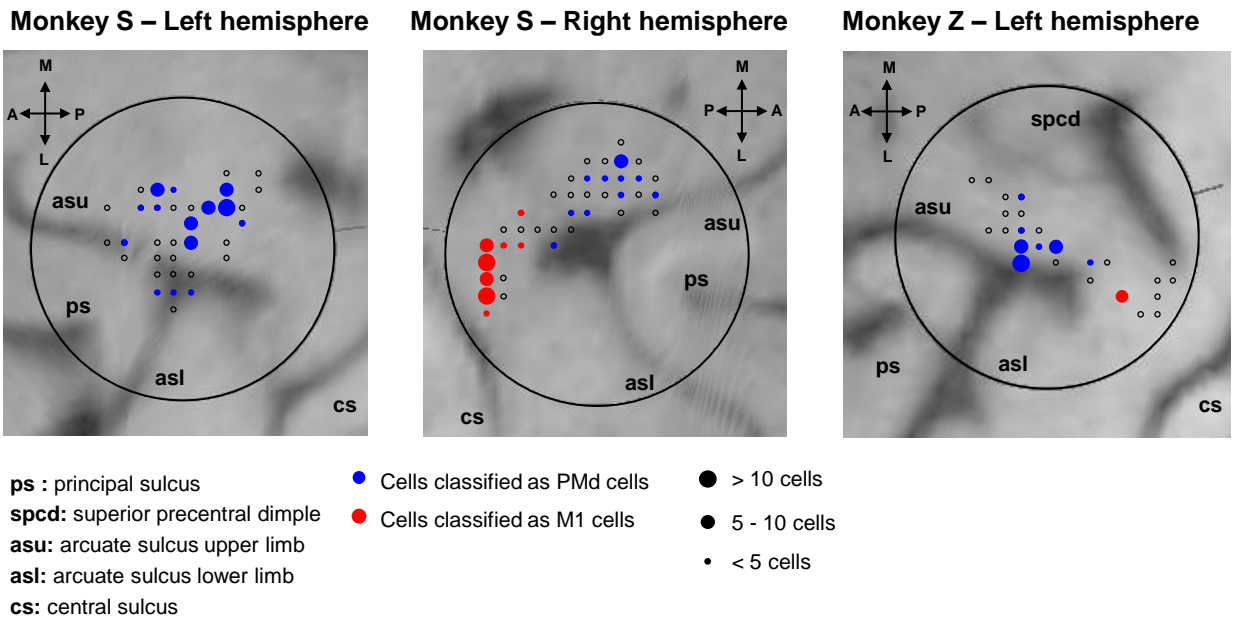 Monkey S – Left hemisphere
Monkey S – Right hemisphere
Monkey Z – Left hemisphere
M
A P
L
asu
ps
asl
cs
M
P A
L
asu
ps
asl
cs
M
A P
L
spcd
asu
ps
asl
cs
ps : principal sulcus
spcd: superior precentral dimple
asu: arcuate sulcus upper limb
asl: arcuate sulcus lower limb
cs: central sulcus
Cells classified as PMd cells
Cells classified as M1 cells
> 10 cells
5 - 10 cells
< 5 cells